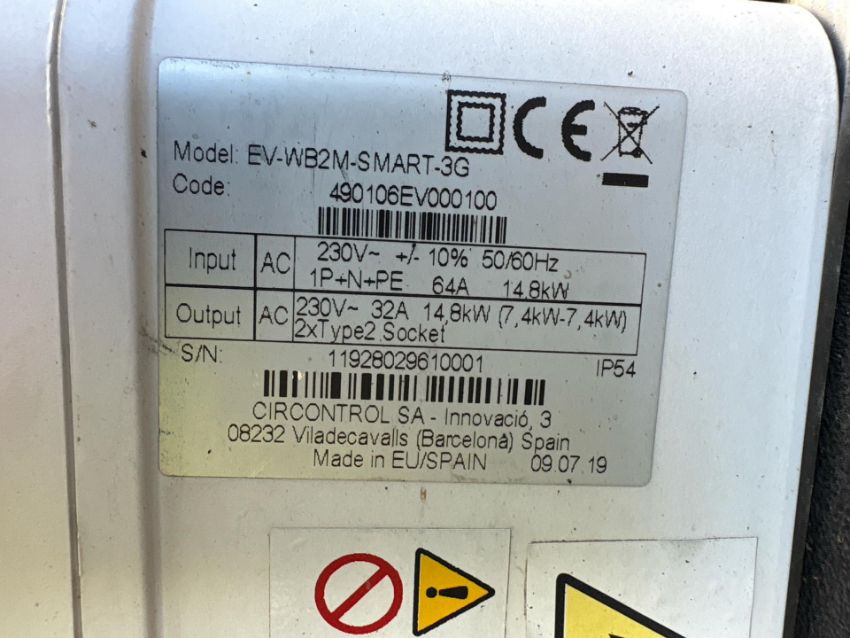 CE
Model: EV-WB2M-SMART-3G
Code: 490106EV000100
Input AC 230V~ +/- 10% 50/60Hz
1P+N+PE 64A 14.8kW
Output AC 230V~ 32A 14,8kW (7,4kW-7,4kW)
2xType2 Socket
S/N: 11928029610001 IP54
CIRCONTROL SA - Innovació, 3
08232 Viladecavalls (Barcelona) Spain
Made in EU/SPAIN 09.07.19